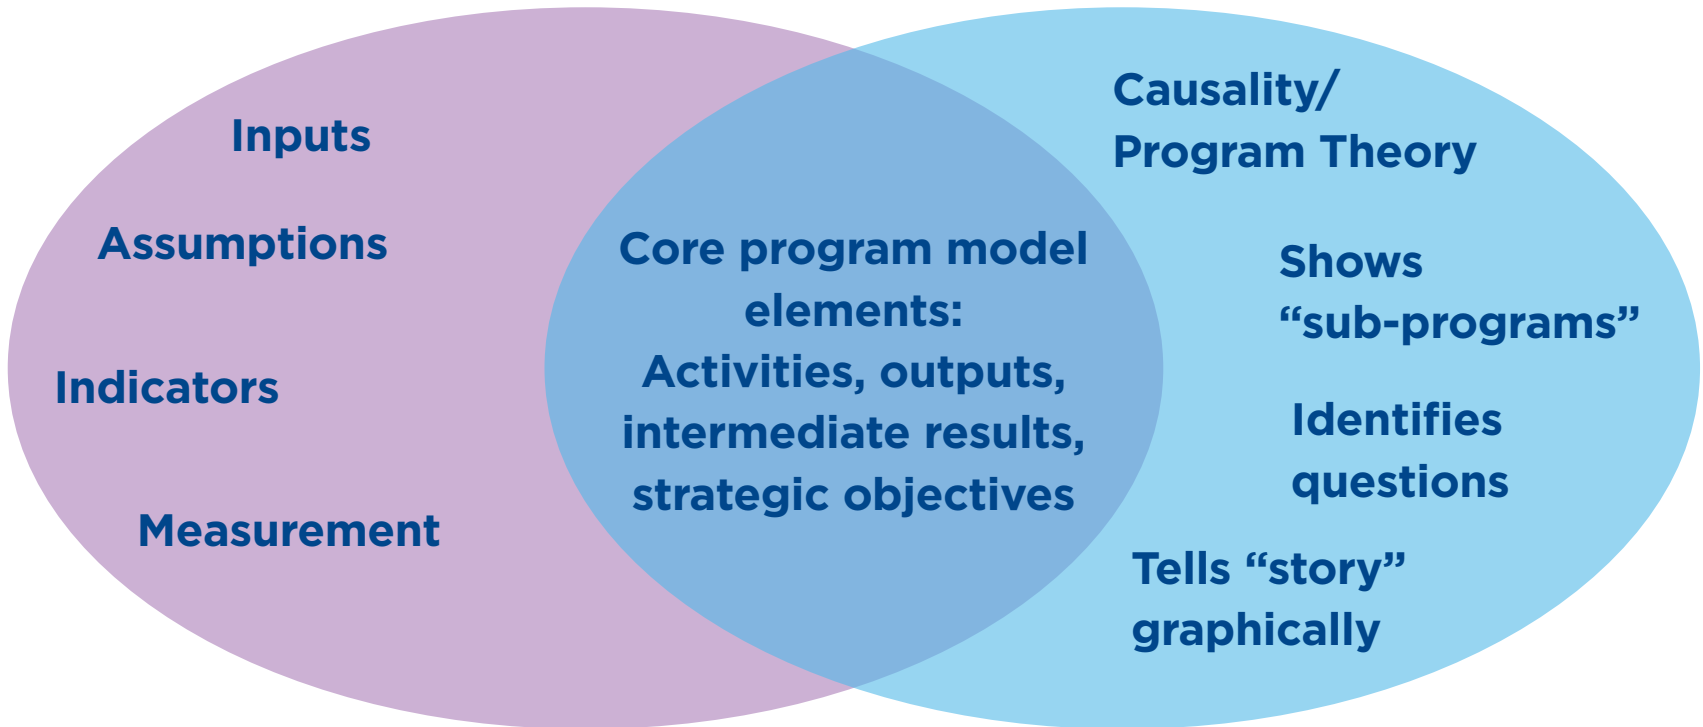 Inputs
Assumptions
Indicators
Measurement
Core program model
elements:
Activities, outputs,
intermediate results,
strategic objectives
Causality/
Program Theory
Shows
“sub-programs”
Identifies
questions
Tells “story”
graphically